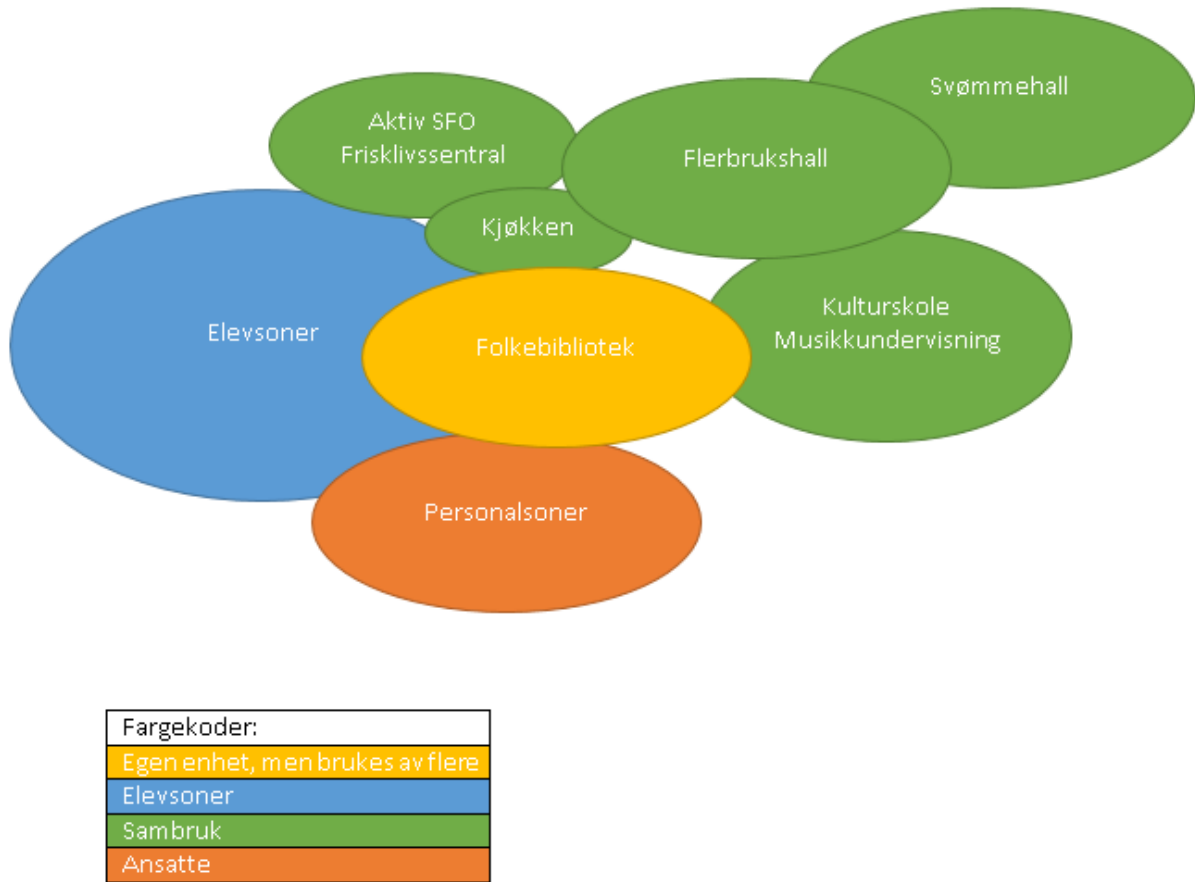 Svømmehall
Aktiv SFO
Frisklivssentral
Flerbrukshall
Kjøkken
Elevsoner
Folkebibliotek
Kulturskole
Musikkundervisning
Personalsoner
Fargekoder:
Egen enhet, men brukes av flere
Elevsoner
Sambruk
Ansatte